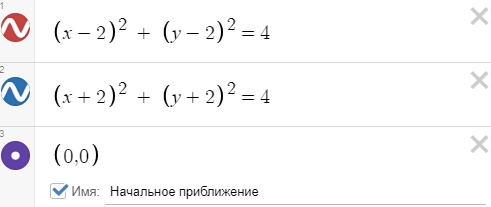 1
(x − 2)² + (y − 2)² = 4
2
(x + 2)² + (y + 2)² = 4
3
(0,0)
Имя: Начальное приближение